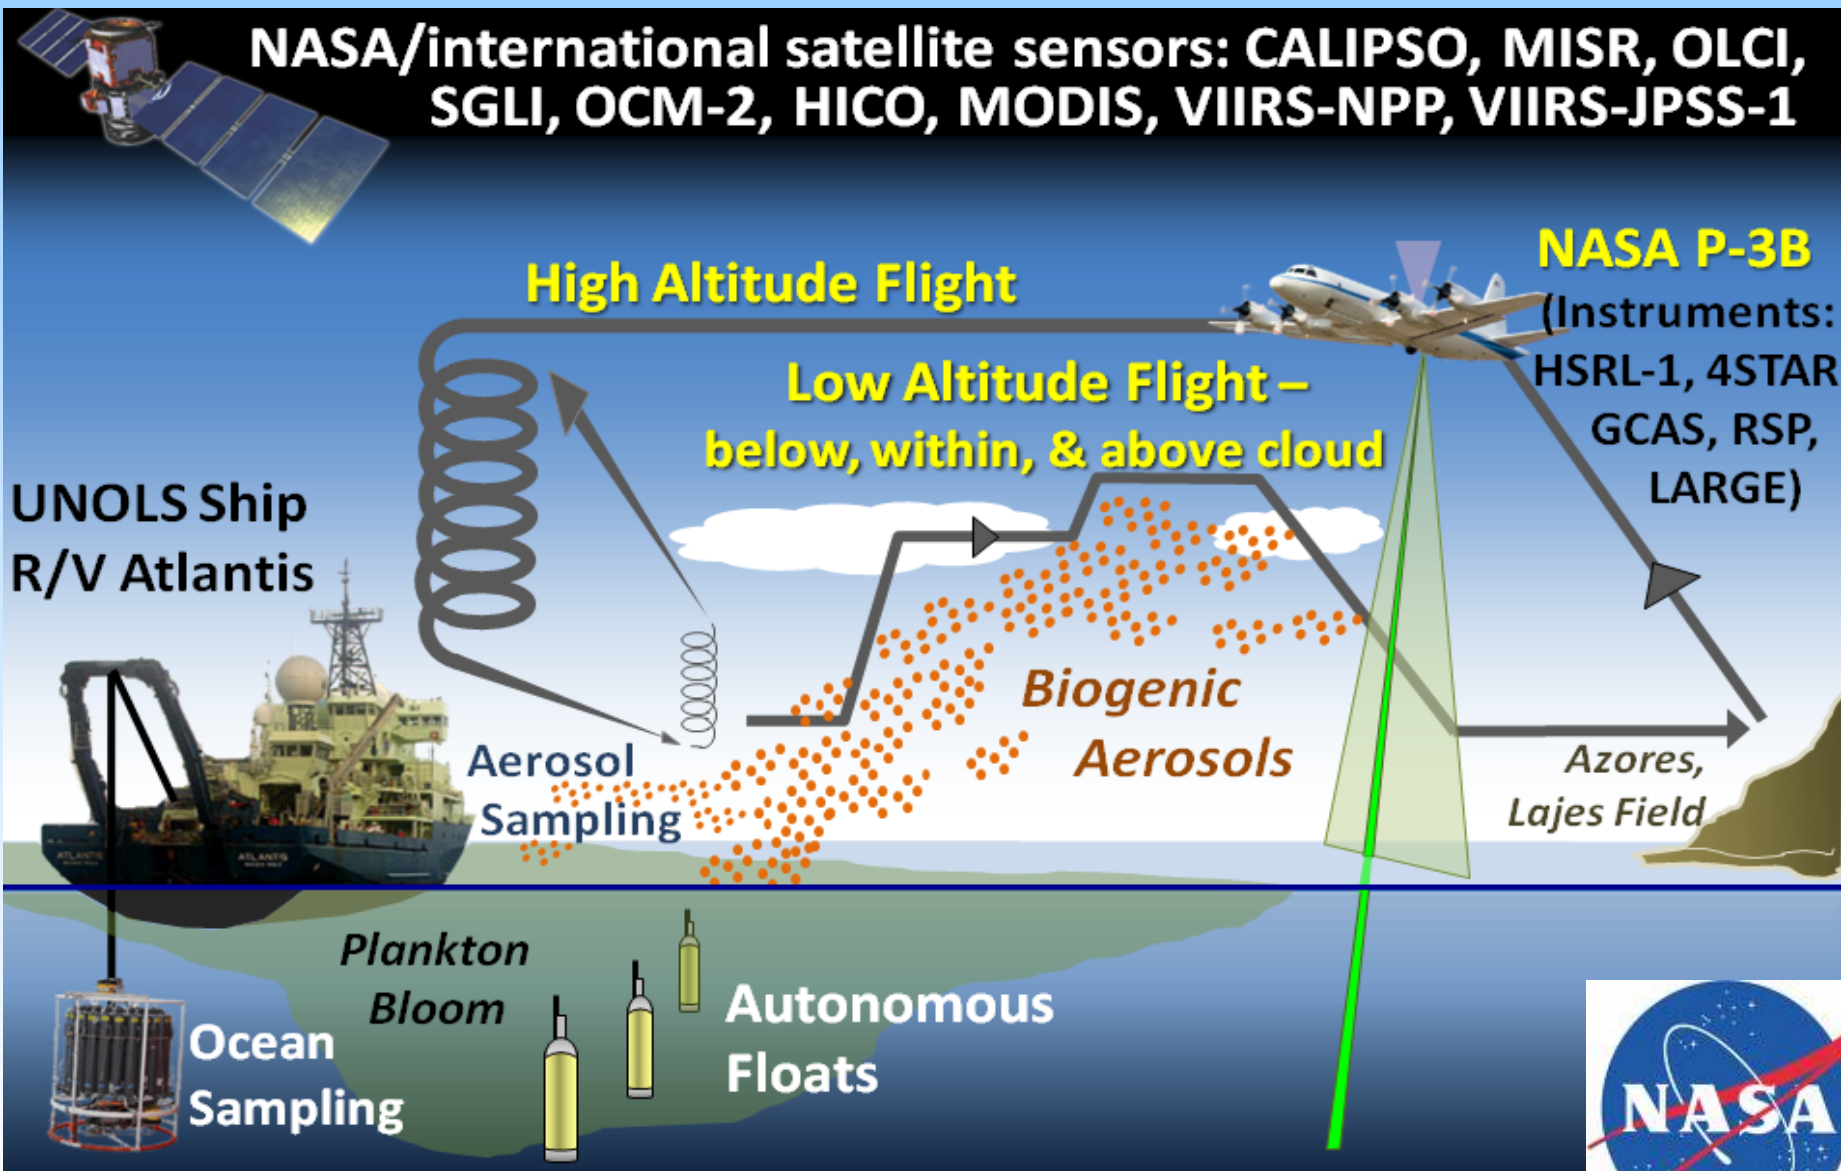 NASA/international satellite sensors: CALIPSO, MISR, OLCI,
SGLI, OCM-2, HICO, MODIS, VIIRS-NPP, VIIRS-JPSS-1
NASA P-3B
(Instruments:
HSRL-1, 4STAR
GCAS, RSP,
LARGE)
High Altitude Flight
Low Altitude Flight –
below, within, & above cloud
UNOLS Ship
R/V Atlantis
Biogenic
Aerosols
Aerosol
Sampling
Azores,
Lajes Field
ATLANTIS
ATLANTIS
Plankton
Bloom
Autonomous
Floats
Ocean
Sampling
NASA